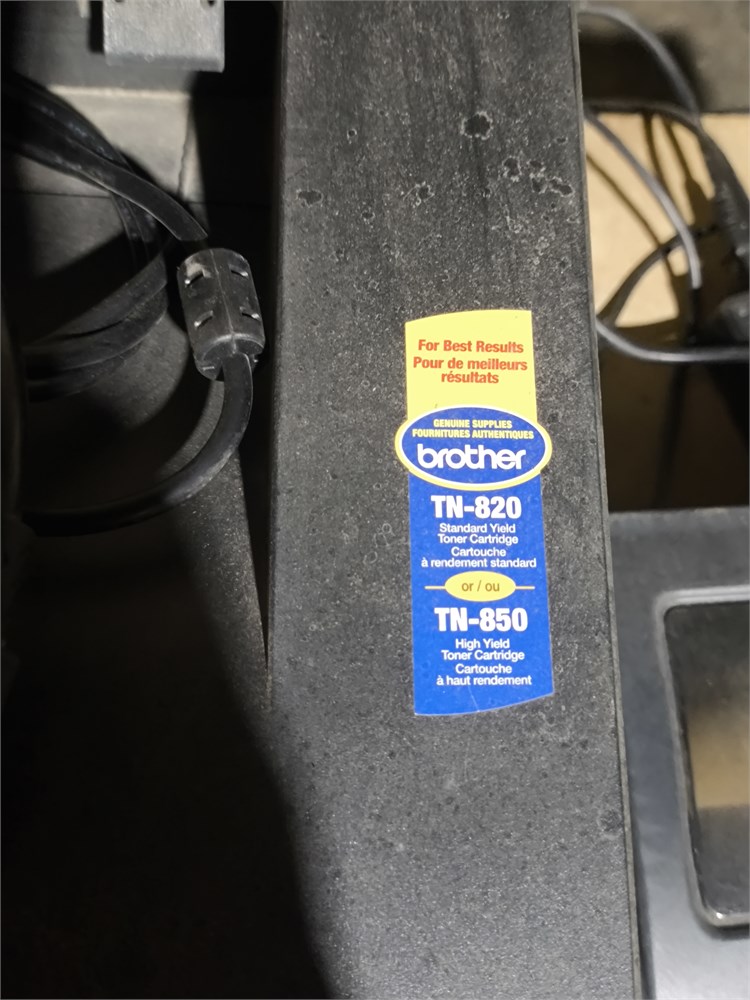 For Best Results
Pour de meilleurs
résultats
GENUINE SUPPLIES
FOURNITURES AUTHENTIQUES
brother
TN-820
Standard Yield
Toner Cartridge
Cartouche
à rendement standard
or / ou
TN-850
High Yield
Toner Cartridge
Cartouche
à haut rendement